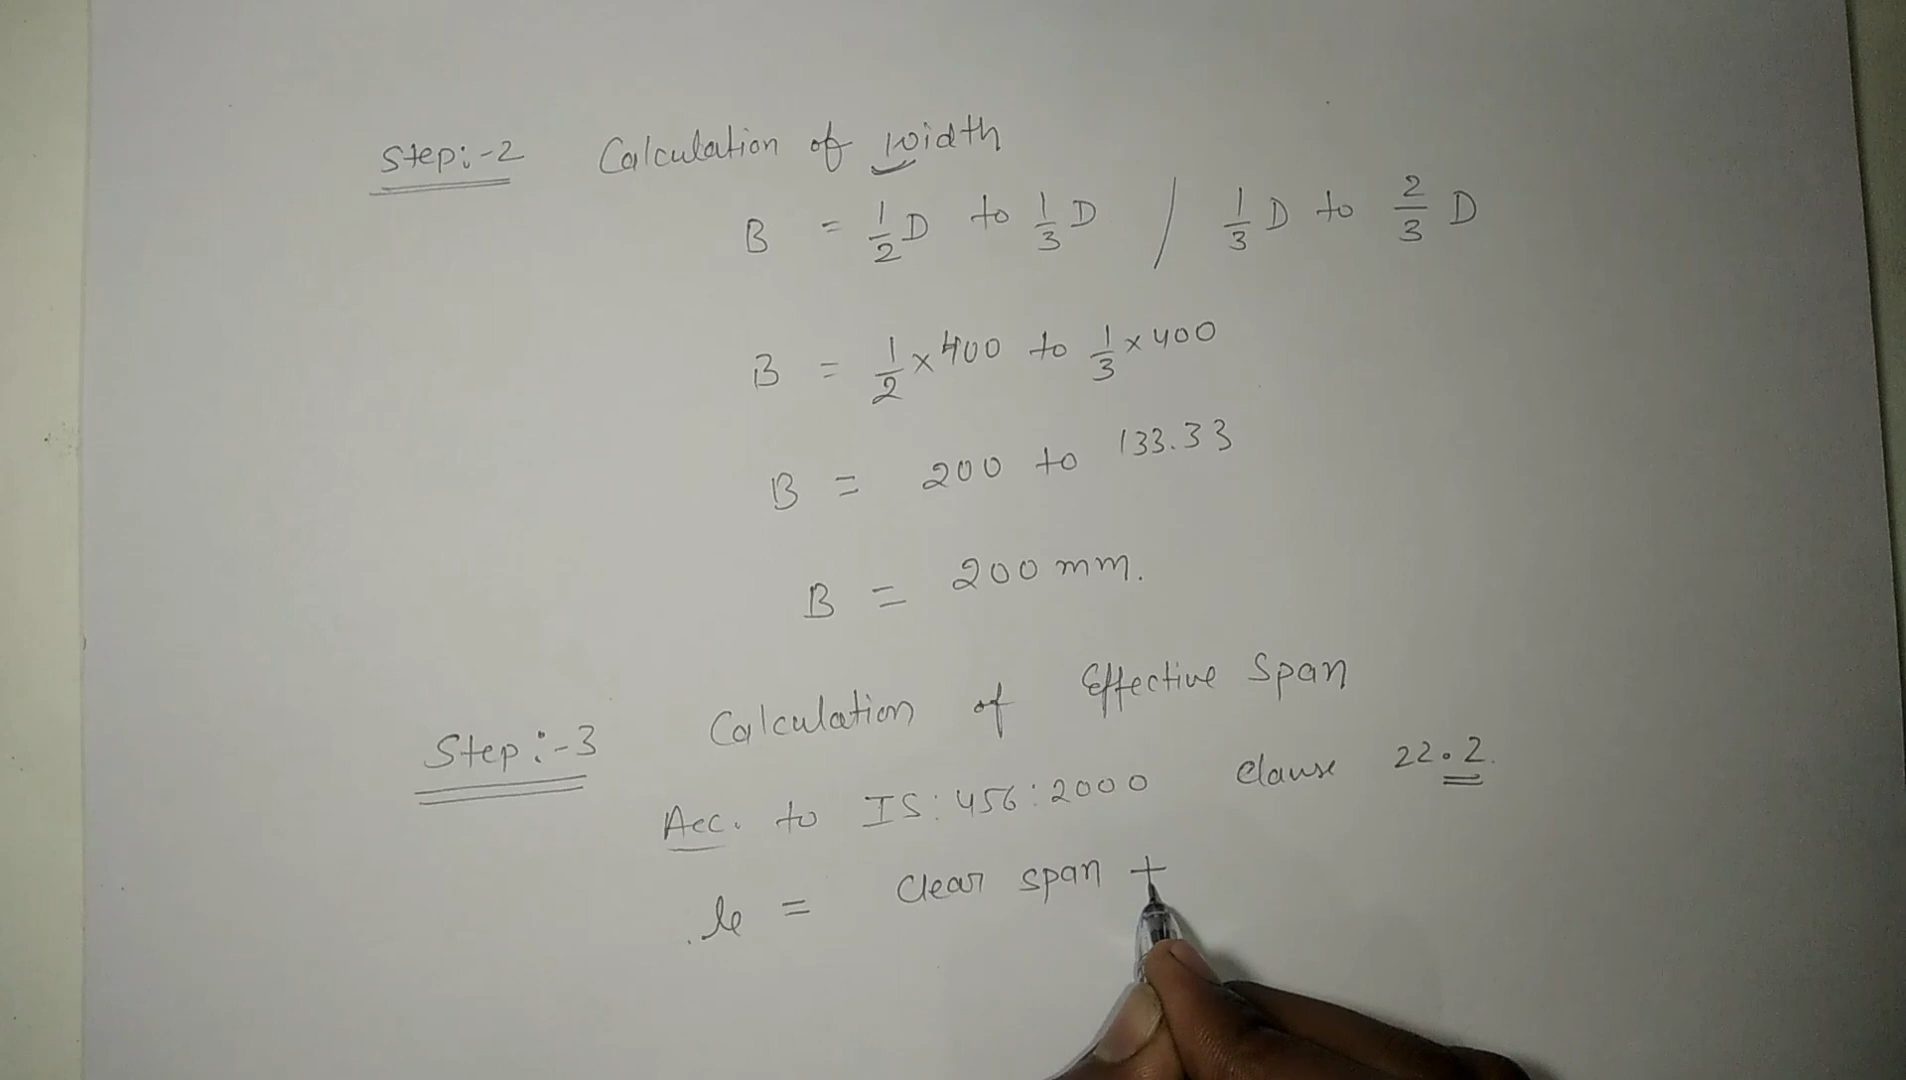 Step:-2 Calculation of width
B = 1/2 D to 1/3 D / 1/3 D to 2/3 D
B = 1/2 × 400 to 1/3 × 400
B = 200 to 133.33
B = 200 mm.
Step:-3 Calculation of Effective Span
Acc. to IS:456:2000 Clause 22.2.
le = Clear span +